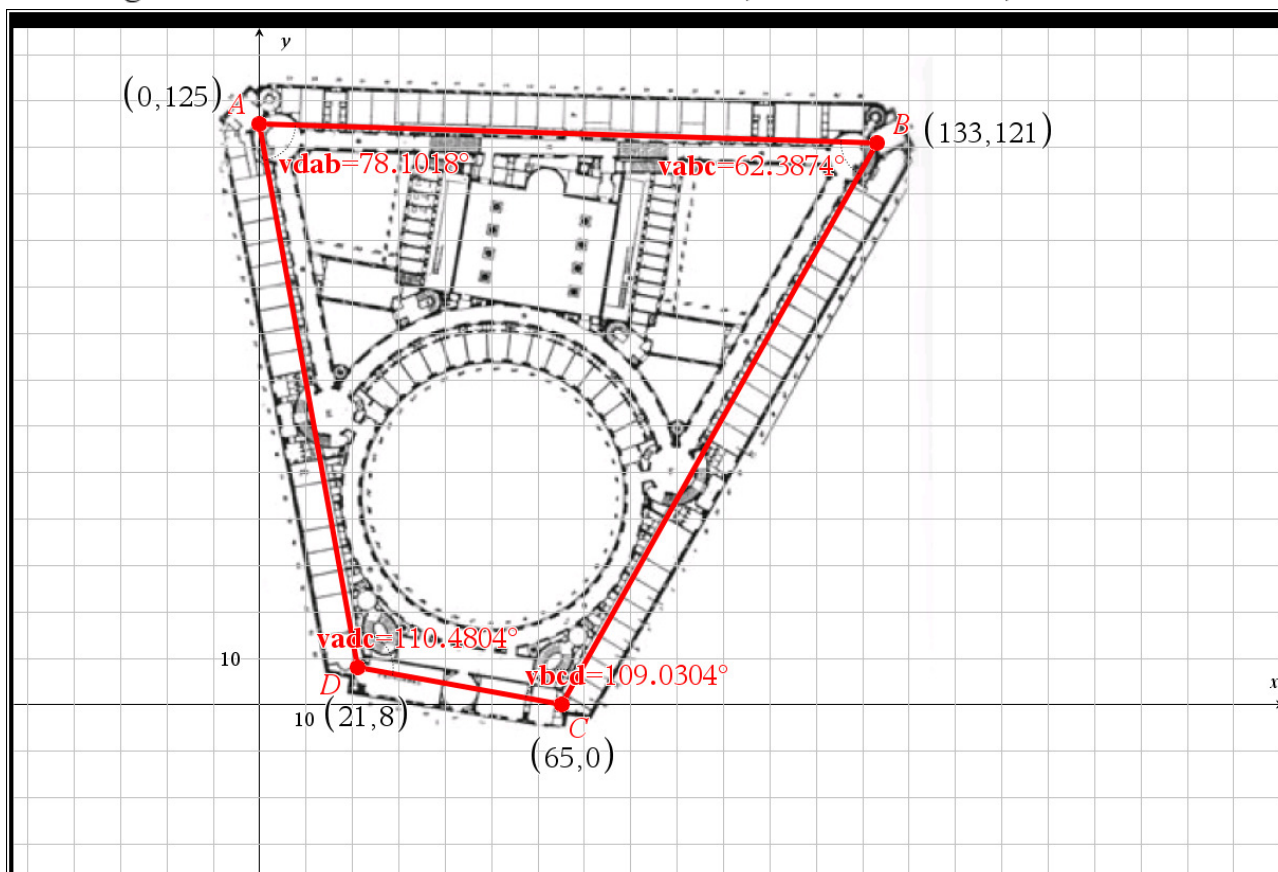 y
(0,125)
A
B
(133,121)
vdab=78.1018°
vabc=62.3874°
vadc=110.4804°
10
vbcd=109.0304°
D
x
10
(21,8)
C
(65,0)